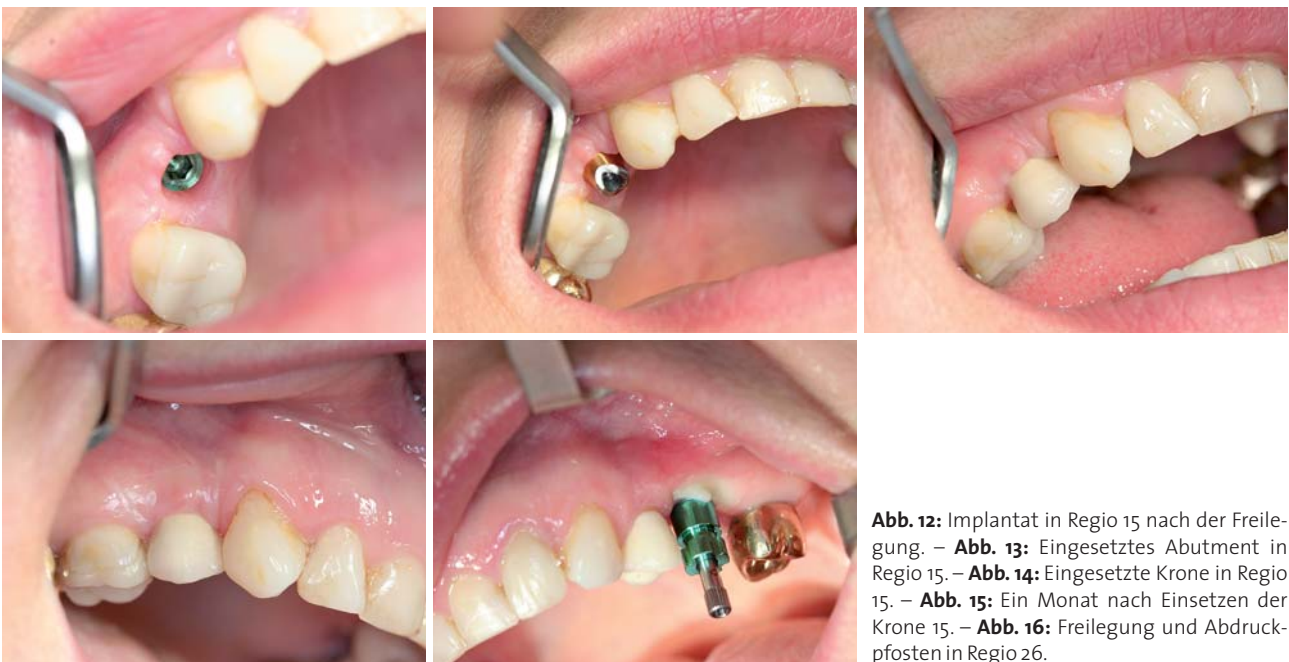 Abb. 12: Implantat in Regio 15 nach der Freile-
gung. – Abb. 13: Eingesetztes Abutment in
Regio 15. – Abb. 14: Eingesetzte Krone in Regio
15. – Abb. 15: Ein Monat nach Einsetzen der
Krone 15. – Abb. 16: Freilegung und Abdruck-
pfosten in Regio 26.